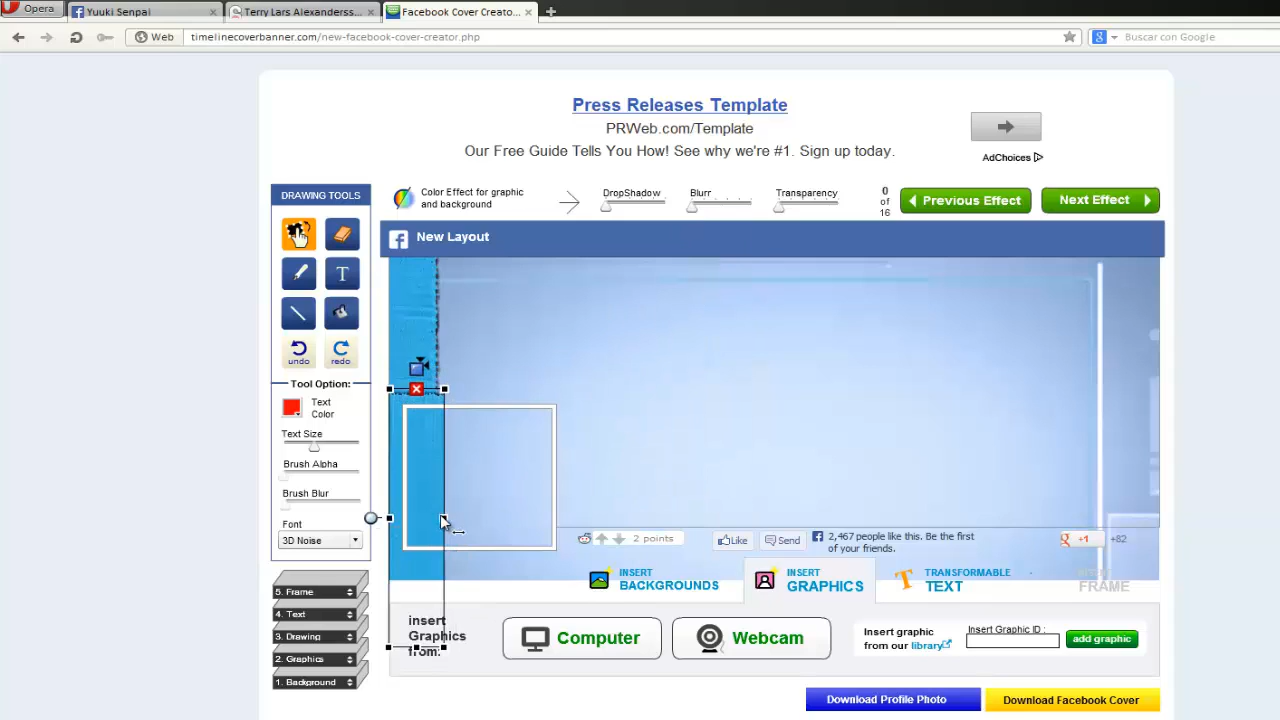 Opera
Yuuki Senpai
Terry Lars Alexanderss...
Facebook Cover Creato...
Web
timelinecoverbanner.com/new-facebook-cover-creator.php
Buscar con Google
Press Releases Template
PRWeb.com/Template
Our Free Guide Tells You How! See why we're #1. Sign up today.
AdChoices
DRAWING TOOLS
Color Effect for graphic
and background
DropShadow
Blurr
Transparency
0
of
16
Previous Effect
Next Effect
New Layout
T
undo
redo
Tool Option:
Text
Color
Text Size
Brush Alpha
Brush Blur
Font
3D Noise
5. Frame
4. Text
3. Drawing
2. Graphics
1. Background
2 points
Like
Send
2,467 people like this. Be the first
of your friends.
+1
+82
INSERT
BACKGROUNDS
INSERT
GRAPHICS
TRANSFORMABLE
TEXT
FRAME
insert
Graphics
from:
Computer
Webcam
Insert graphic
from our library
Insert Graphic ID :
add graphic
Download Profile Photo
Download Facebook Cover